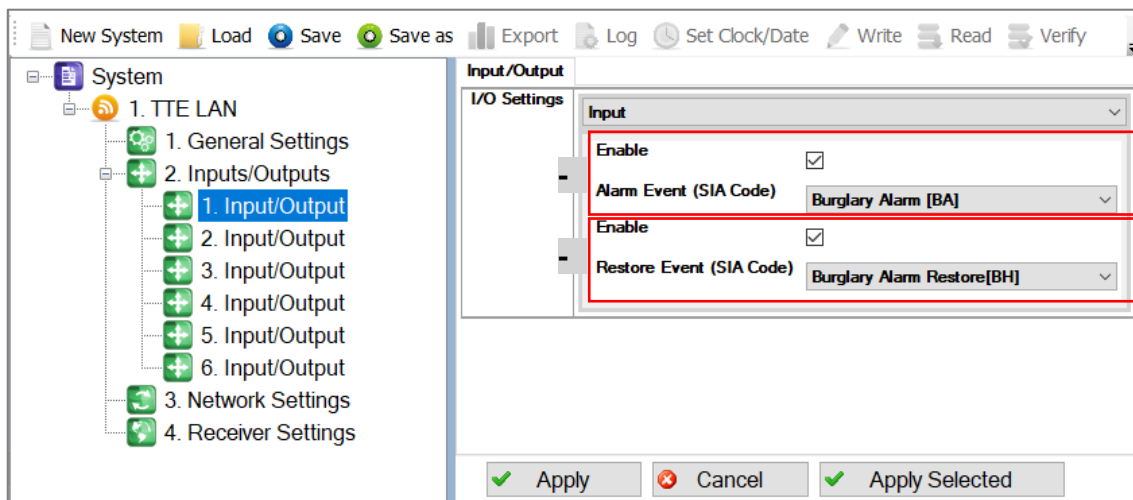 New System Load Save Save as Export Log Set Clock/Date Write Read Verify
System
1. TTE LAN
1. General Settings
2. Inputs/Outputs
1. Input/Output
2. Input/Output
3. Input/Output
4. Input/Output
5. Input/Output
6. Input/Output
3. Network Settings
4. Receiver Settings
Input/Output
I/O Settings
Input
Enable
Alarm Event (SIA Code)
Burglary Alarm [BA]
Enable
Restore Event (SIA Code)
Burglary Alarm Restore[BH]
Apply Cancel Apply Selected